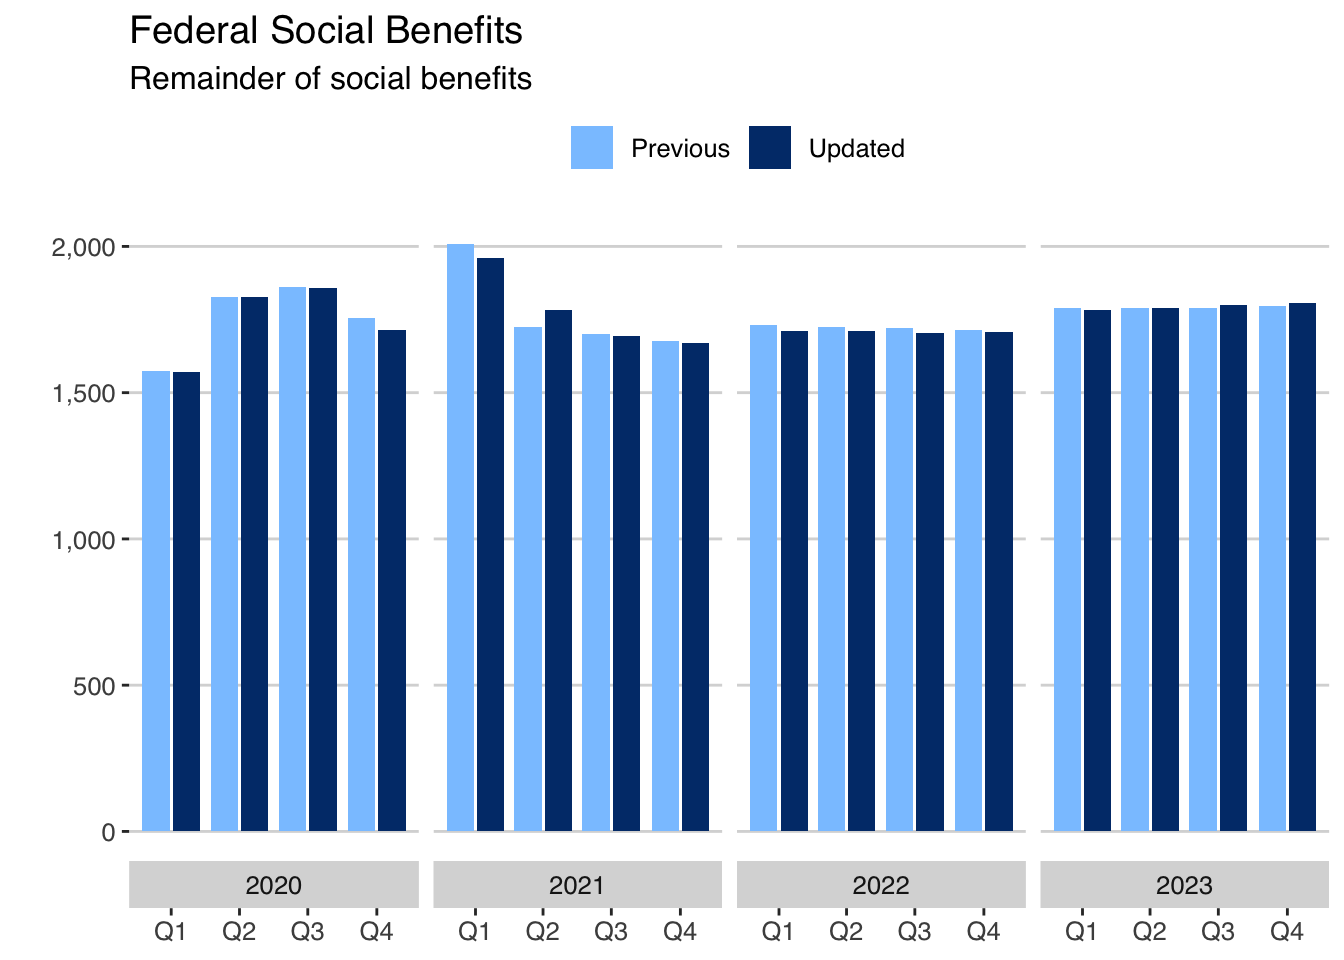 Federal Social Benefits
Remainder of social benefits
Previous Updated
2,000
1,500
1,000
500
0
2020 2021 2022 2023
Q1 Q2 Q3 Q4 Q1 Q2 Q3 Q4 Q1 Q2 Q3 Q4 Q1 Q2 Q3 Q4